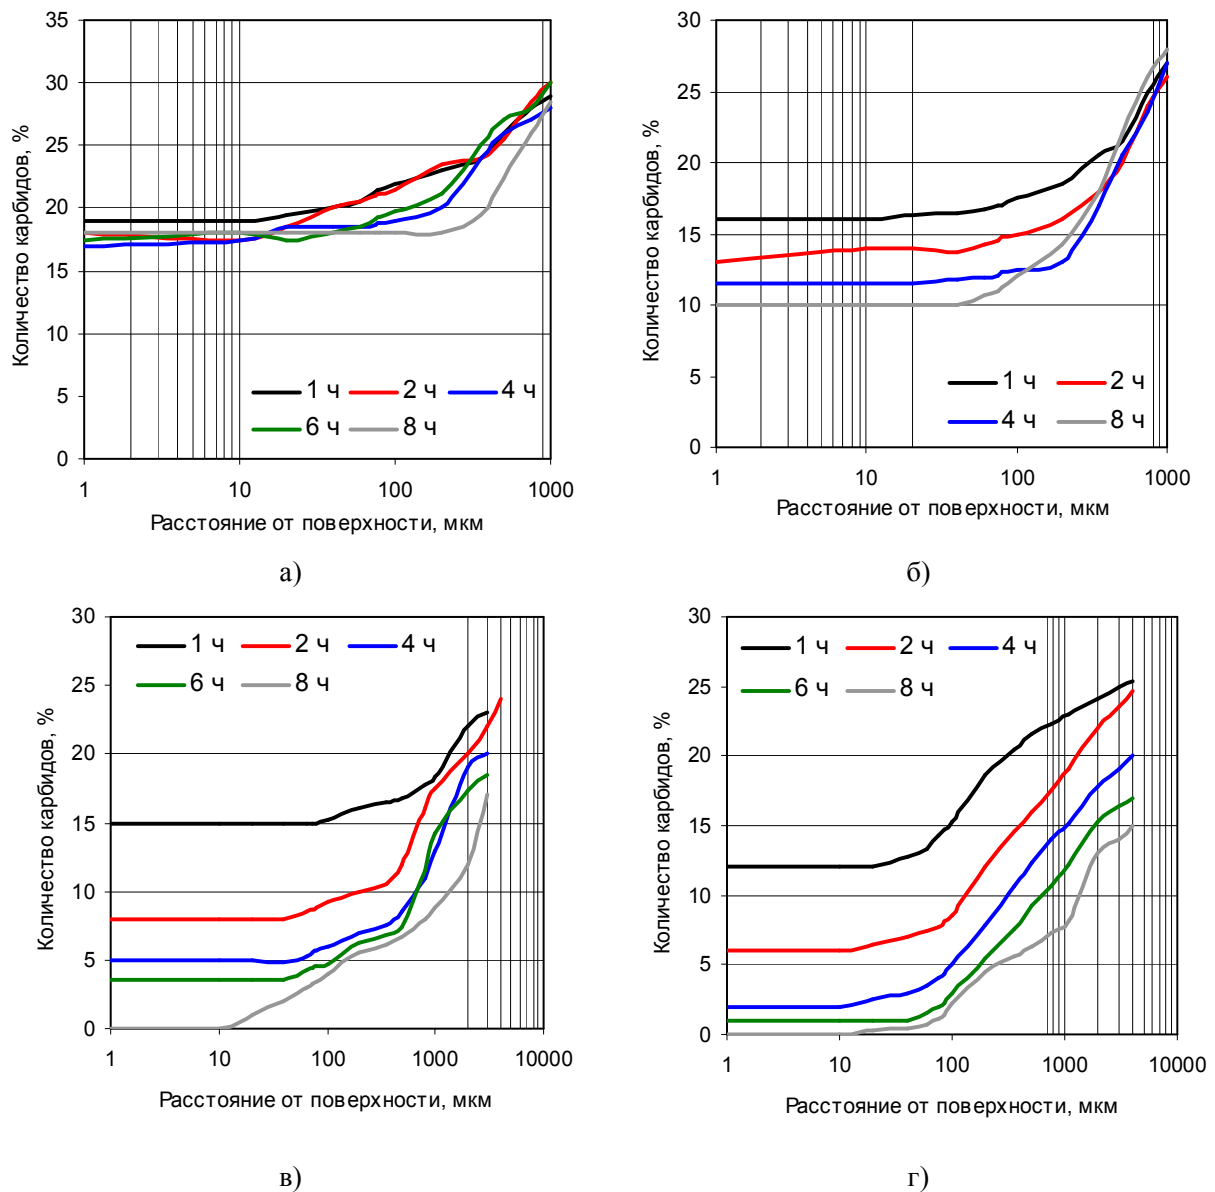 35
30
25
20
15
10
5
0
Количество карбидов, %
1 ч 2 ч 4 ч
6 ч 8 ч
1 10 100 1000
Расстояние от поверхности, мкм
а)
30
25
20
15
10
5
0
Количество карбидов, %
1 ч 2 ч
4 ч 8 ч
1 10 100 1000
Расстояние от поверхности, мкм
б)
30
25
20
15
10
5
0
Количество карбидов, %
1 ч 2 ч 4 ч
6 ч 8 ч
1 10 100 1000 10000
Расстояние от поверхности, мкм
в)
30
25
20
15
10
5
0
Количество карбидов, %
1 ч 2 ч 4 ч
6 ч 8 ч
1 10 100 1000 10000
Расстояние от поверхности, мкм
г)